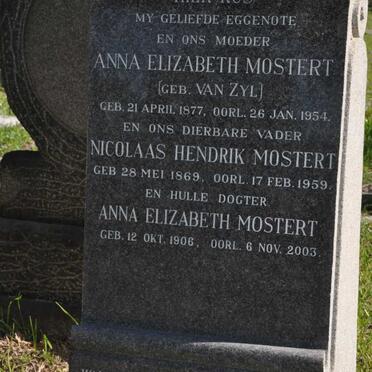 HIER RUS
MY GELIEFDE EGGENOTE
EN ONS MOEDER
ANNA ELIZABETH MOSTERT
(GEB. VAN ZYL)
GEB. 21 APRIL 1877, OORL. 26 JAN. 1954.
EN ONS DIERBARE VADER
NICOLAAS HENDRIK MOSTERT
GEB 28 MEI 1869. OORL. 17 FEB. 1959.
EN HULLE DOGTER
ANNA ELIZABETH MOSTERT
GEB. 12 OKT. 1906, OORL. 6 NOV. 2003.